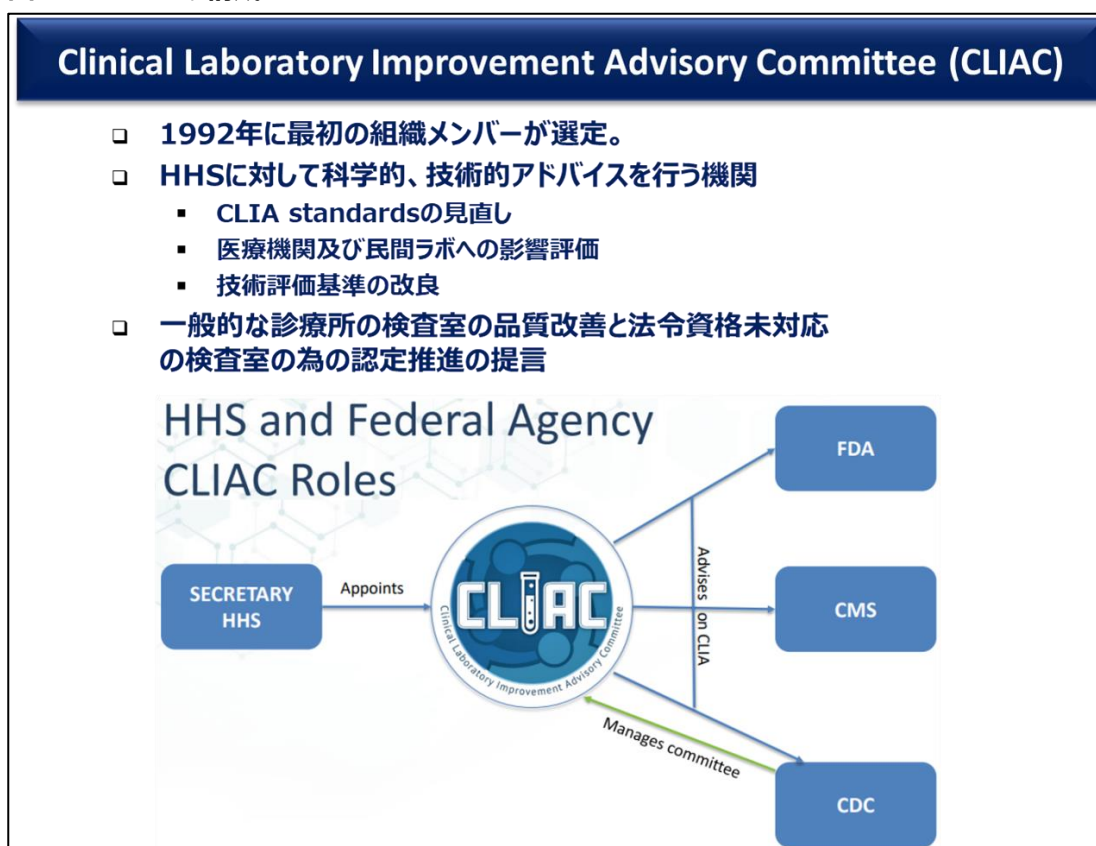 Clinical Laboratory Improvement Advisory Committee (CLIAC)
❑ 1992年に最初の組織メンバーが選定。
❑ HHSに対して科学的、技術的アドバイスを行う機関
▪ CLIA standardsの見直し
▪ 医療機関及び民間ラボへの影響評価
▪ 技術評価基準の改良
❑ 一般的な診療所の検査室の品質改善と法令資格未対応
の検査室の為の認定推進の提言
HHS and Federal Agency
CLIAC Roles
FDA
SECRETARY
HHS
Appoints
CLIAC
Clinical Laboratory Improvement Advisory Committee
Advises on CLIA
CMS
Manages committee
CDC